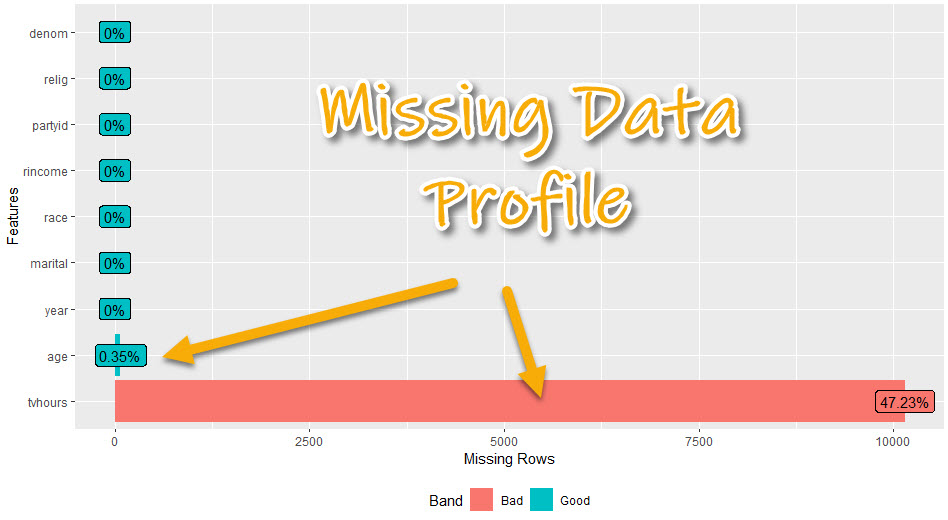 denom
0%
relig
0%
partyid
0%
rincome
0%
race
0%
marital
0%
year
0%
age
0.35%
tvhours
47.23%
Features
Missing Data
Profile
0
2500
5000
7500
10000
Missing Rows
Band
Bad
Good